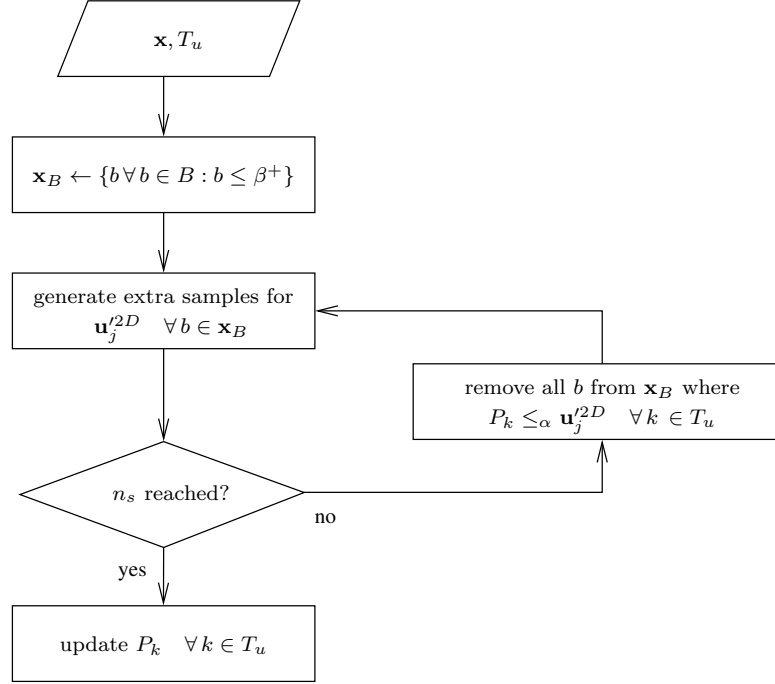 x, T_u
x_B ← {b ∀ b ∈ B : b ≤ β⁺}
generate extra samples for
u′_j^{2D} ∀ b ∈ x_B
remove all b from x_B where
P_k ≤_α u′_j^{2D} ∀ k ∈ T_u
n_s reached?
no
yes
update P_k ∀ k ∈ T_u